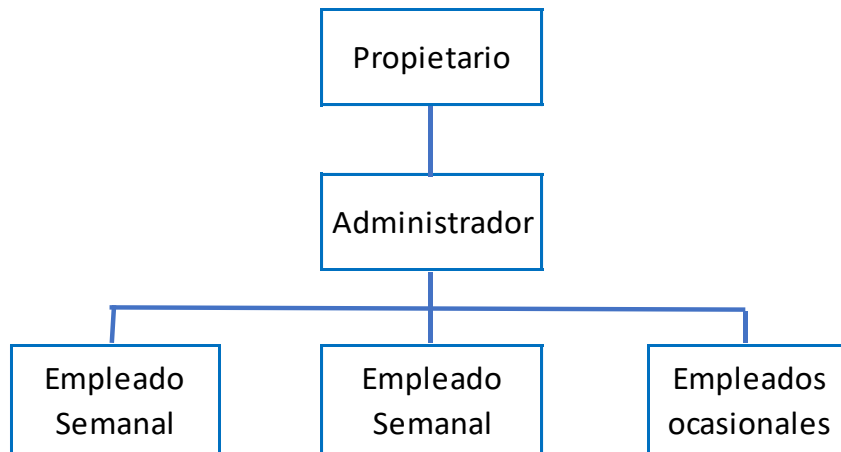 Propietario
Administrador
Empleado
Semanal
Empleado
Semanal
Empleados
ocasionales